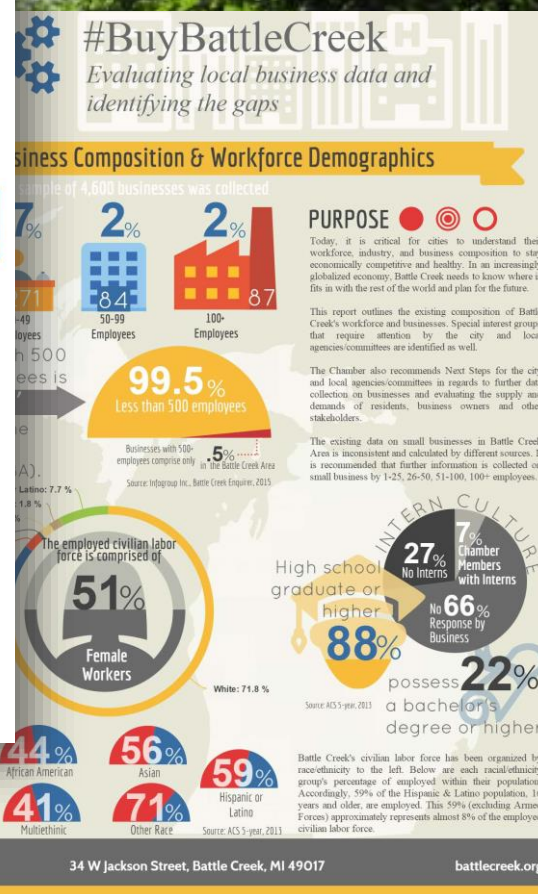 #BuyBattleCreek
Evaluating local business data and
identifying the gaps
Business Composition & Workforce Demographics
sample of 4,600 businesses was collected
7%
2%
2%
71
84
87
-49
50-99
100+
Employees
Employees
PURPOSE
Today, it is critical for cities to understand their
workforce, industry, and business composition to stay
economically competitive and healthy. In an increasingly
globalized economy, Battle Creek needs to know where it
fits in with the rest of the world and plan for the future.
This report outlines the existing composition of Battle
Creek's workforce and businesses. Special interest groups
that require attention by the city and local
agencies/committees are identified as well.
The Chamber also recommends Next Steps for the city
and local agencies/committees in regards to further data
collection on businesses and evaluating the supply and
demands of residents, business owners and other
stakeholders.
The existing data on small businesses in Battle Creek
Area is inconsistent and calculated by different sources. It
is recommended that further information is collected on
small business by 1-25, 26-50, 51-100, 100+ employees.
500
ees is
99.5%
Less than 500 employees
Businesses with 500+
employees comprise only .5% in the Battle Creek Area
Source: Infogroup Inc., Battle Creek Enquirer, 2015
Latino: 7.7 %
1.8 %
The employed civilian labor
force is comprised of
51%
Female
Workers
White: 71.8 %
INTERN CULTURE
27%
No Interns
7%
Chamber
Members
with Interns
No 66%
Response by
Business
High school
graduate or
higher
88%
possess 22%
a bachelor's
degree or higher
Source: ACS 5-year, 2013
44%
African American
56%
Asian
59%
Hispanic or
Latino
41%
Multiethinic
71%
Other Race
Source: ACS 5-year, 2013
Battle Creek's civilian labor force has been organized by
race/ethnicity to the left. Below are each racial/ethnicity
group's percentage of employed within their population.
Accordingly, 59% of the Hispanic & Latino population, 16
years and older, are employed. This 59% (excluding Armed
Forces) approximately represents almost 8% of the employed
civilian labor force.
34 W Jackson Street, Battle Creek, MI 49017
battlecreek.org